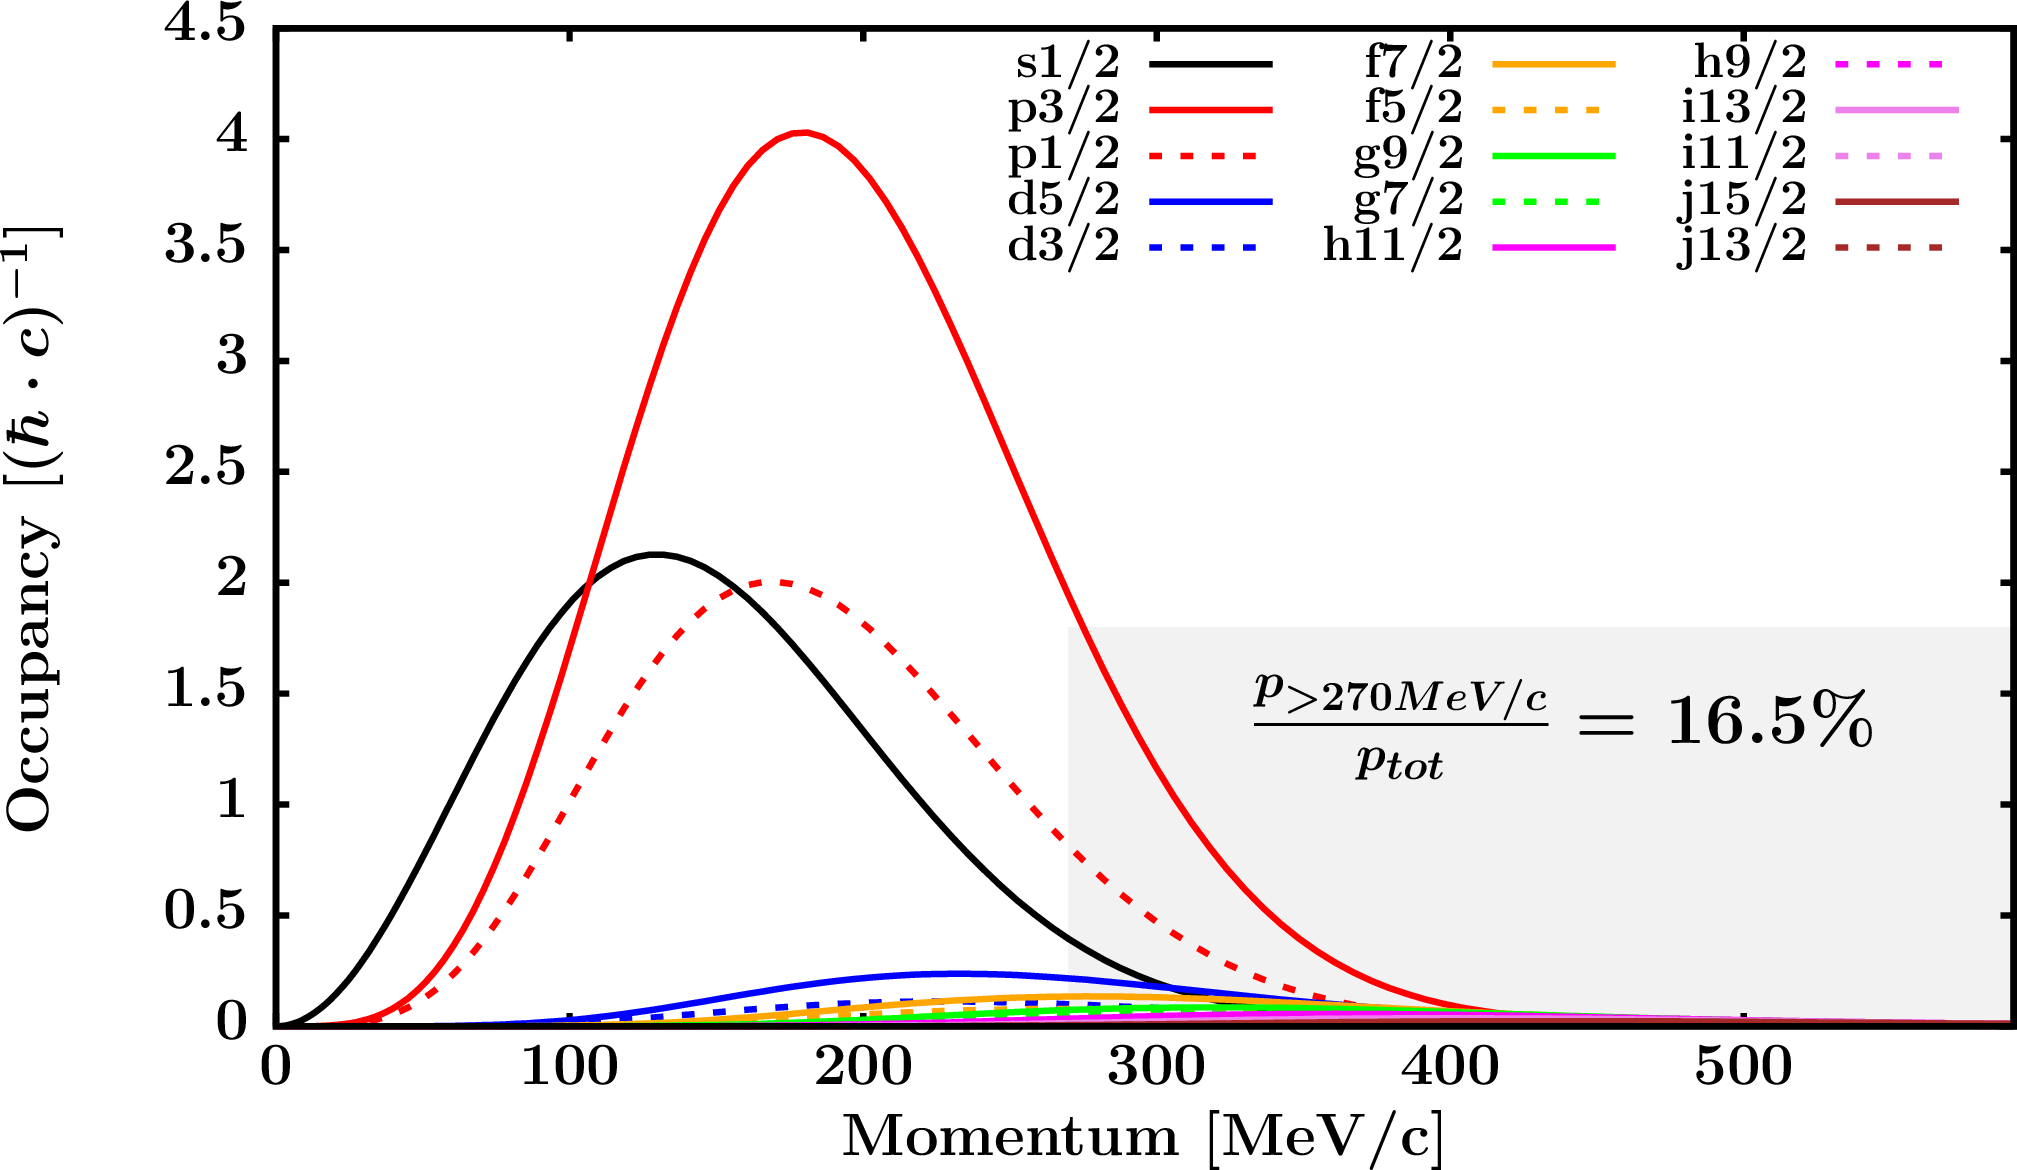 4.5
4
3.5
3
2.5
2
1.5
1
0.5
0
Occupancy [(ħ · c)⁻¹]
s1/2
p3/2
p1/2
d5/2
d3/2
f7/2
f5/2
g9/2
g7/2
h11/2
h9/2
i13/2
i11/2
j15/2
j13/2
p>270MeV/c / ptot = 16.5%
0 100 200 300 400 500
Momentum [MeV/c]